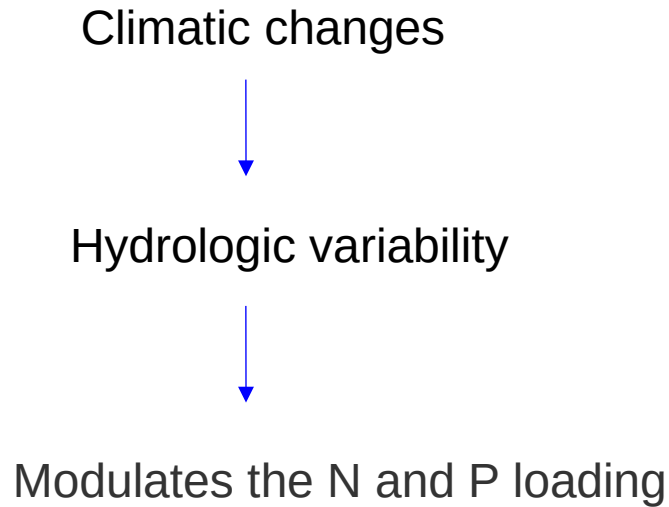 Climatic changes
Hydrologic variability
Modulates the N and P loading